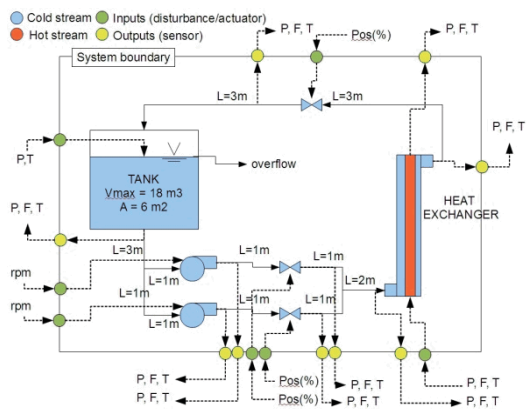 Cold stream
Inputs (disturbance/actuator)
Hot stream
Outputs (sensor)
P, F, T
Pos(%)
P, F, T
System boundary
L=3m
L=3m
P,T
overflow
TANK
Vmax = 18 m3
A = 6 m2
P, F, T
P, F, T
HEAT
EXCHANGER
L=3m
L=1m
L=1m
rpm
L=1m
L=2m
rpm
L=1m
L=1m
L=1m
L=1m
P, F, T
Pos(%)
P, F, T
P, F, T
P, F, T
Pos(%)
P, F, T
P, F, T